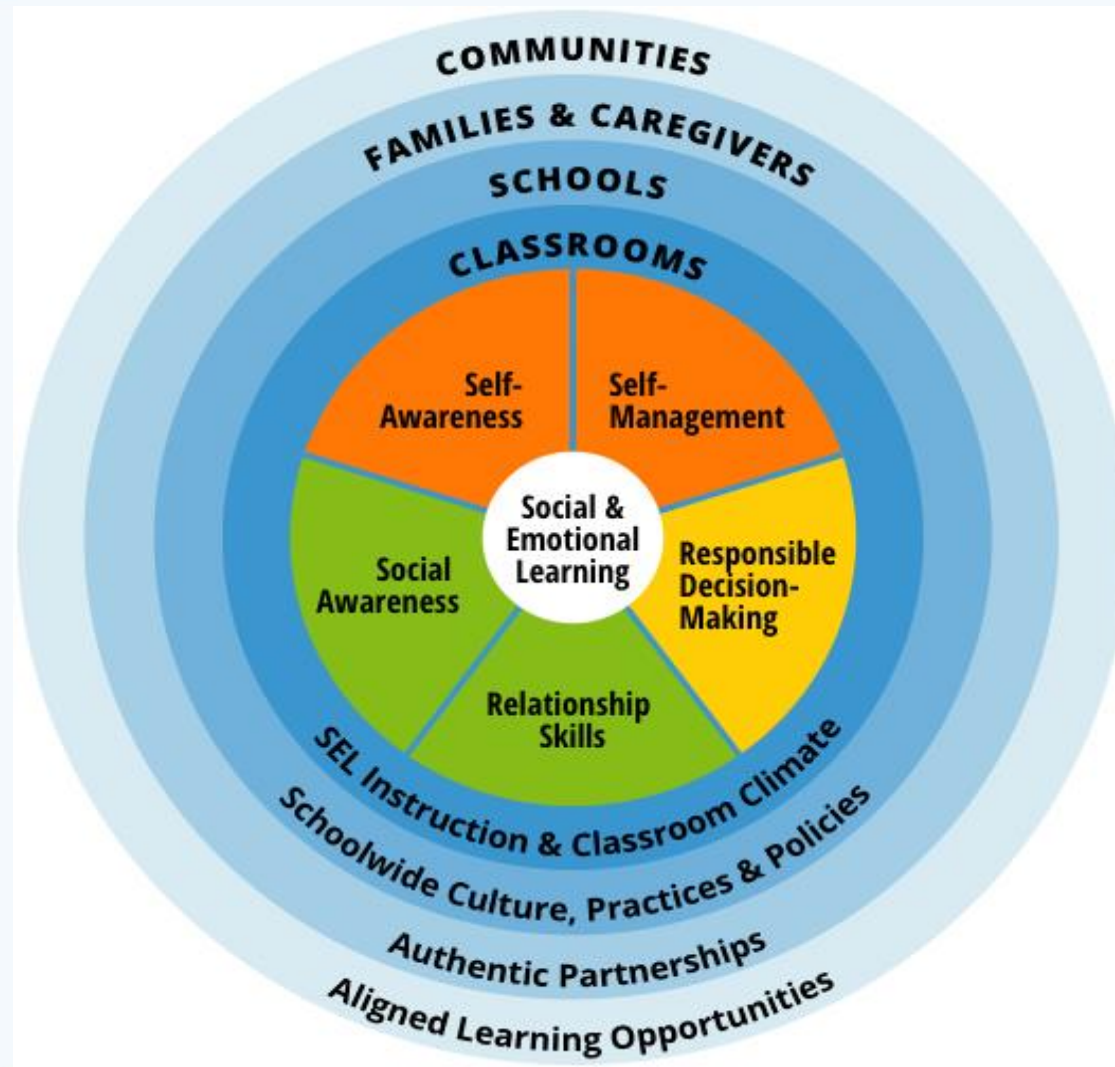 COMMUNITIES
FAMILIES & CAREGIVERS
SCHOOLS
CLASSROOMS
Self-
Awareness
Self-
Management
Social &
Emotional
Learning
Social
Awareness
Responsible
Decision-
Making
Relationship
Skills
SEL Instruction & Classroom Climate
Schoolwide Culture, Practices & Policies
Authentic Partnerships
Aligned Learning Opportunities